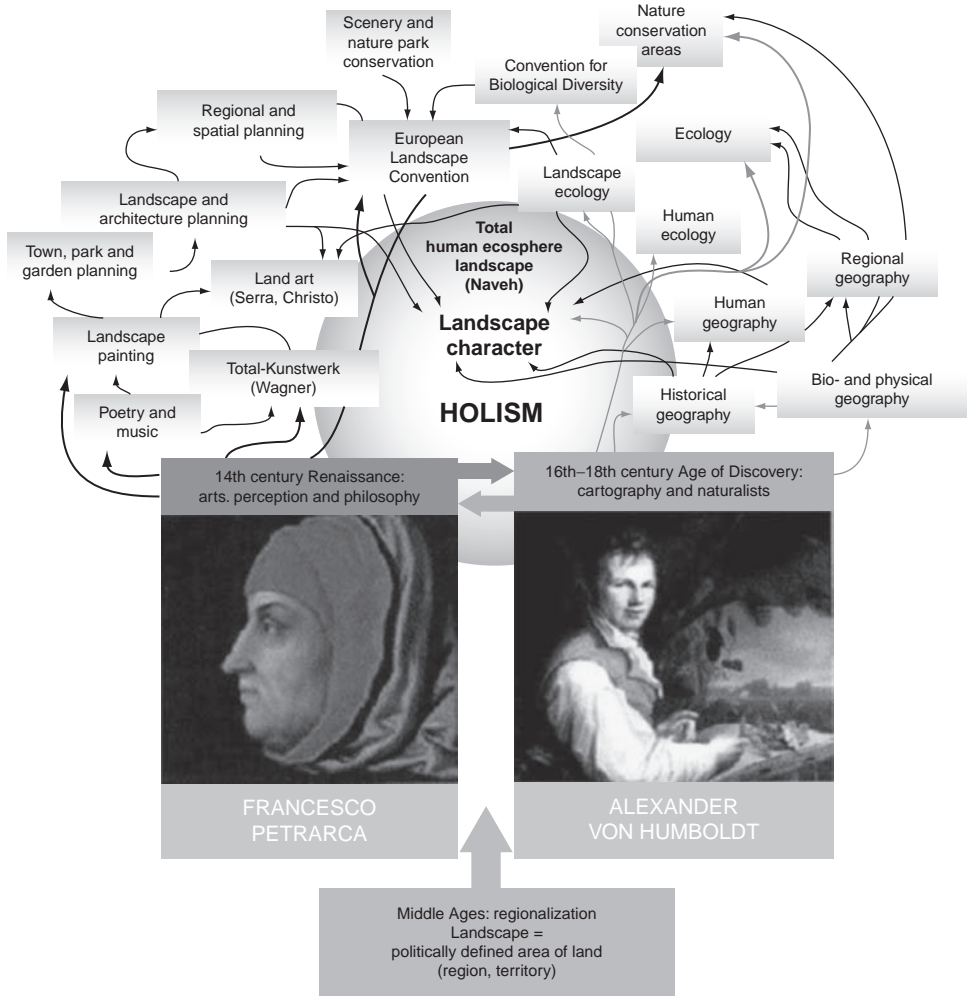 Scenery and
nature park
conservation
Nature
conservation
areas
Convention for
Biological Diversity
Regional and
spatial planning
European
Landscape
Convention
Ecology
Landscape
ecology
Landscape and
architecture planning
Human
ecology
Total
human ecosphere
landscape
(Naveh)
Town, park and
garden planning
Land art
(Serra, Christo)
Regional
geography
Human
geography
Landscape
character
Landscape
painting
Total-Kunstwerk
(Wagner)
Bio- and physical
geography
Historical
geography
Poetry and
music
HOLISM
14th century Renaissance:
arts. perception and philosophy
16th–18th century Age of Discovery:
cartography and naturalists
FRANCESCO
PETRARCA
ALEXANDER
VON HUMBOLDT
Middle Ages: regionalization
Landscape =
politically defined area of land
(region, territory)